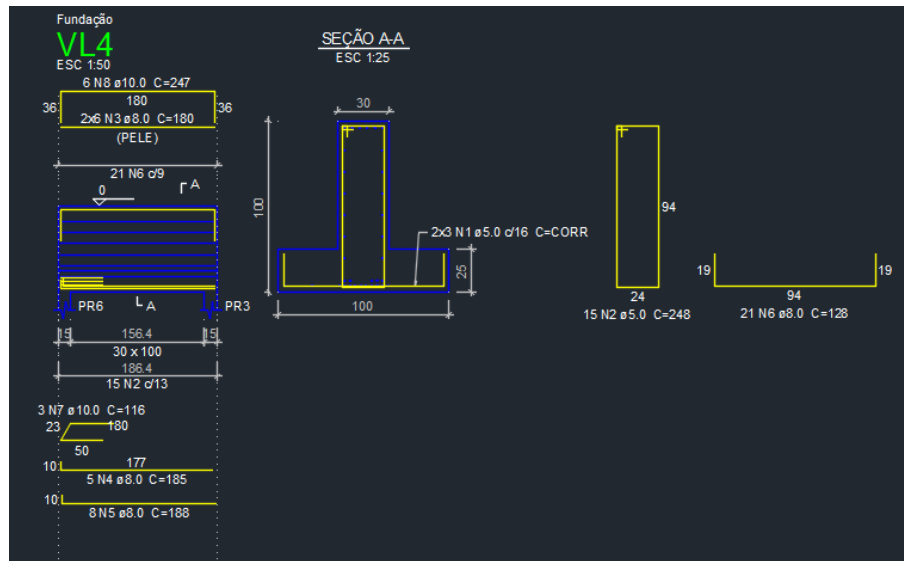 Fundação
VL4
ESC 1:50
6 N8 ø10.0 C=247
36
180
36
2x6 N3 ø8.0 C=180
(PELE)
21 N6 c/9
0
A
A
PR6
PR3
15
156.4
15
30 x 100
186.4
15 N2 c/13
3 N7 ø10.0 C=116
23
180
50
10
177
5 N4 ø8.0 C=185
10
8 N5 ø8.0 C=188
SEÇÃO A-A
ESC 1:25
30
100
2x3 N1 ø5.0 c/16 C=CORR
25
100
94
24
15 N2 ø5.0 C=248
19
19
94
21 N6 ø8.0 C=128